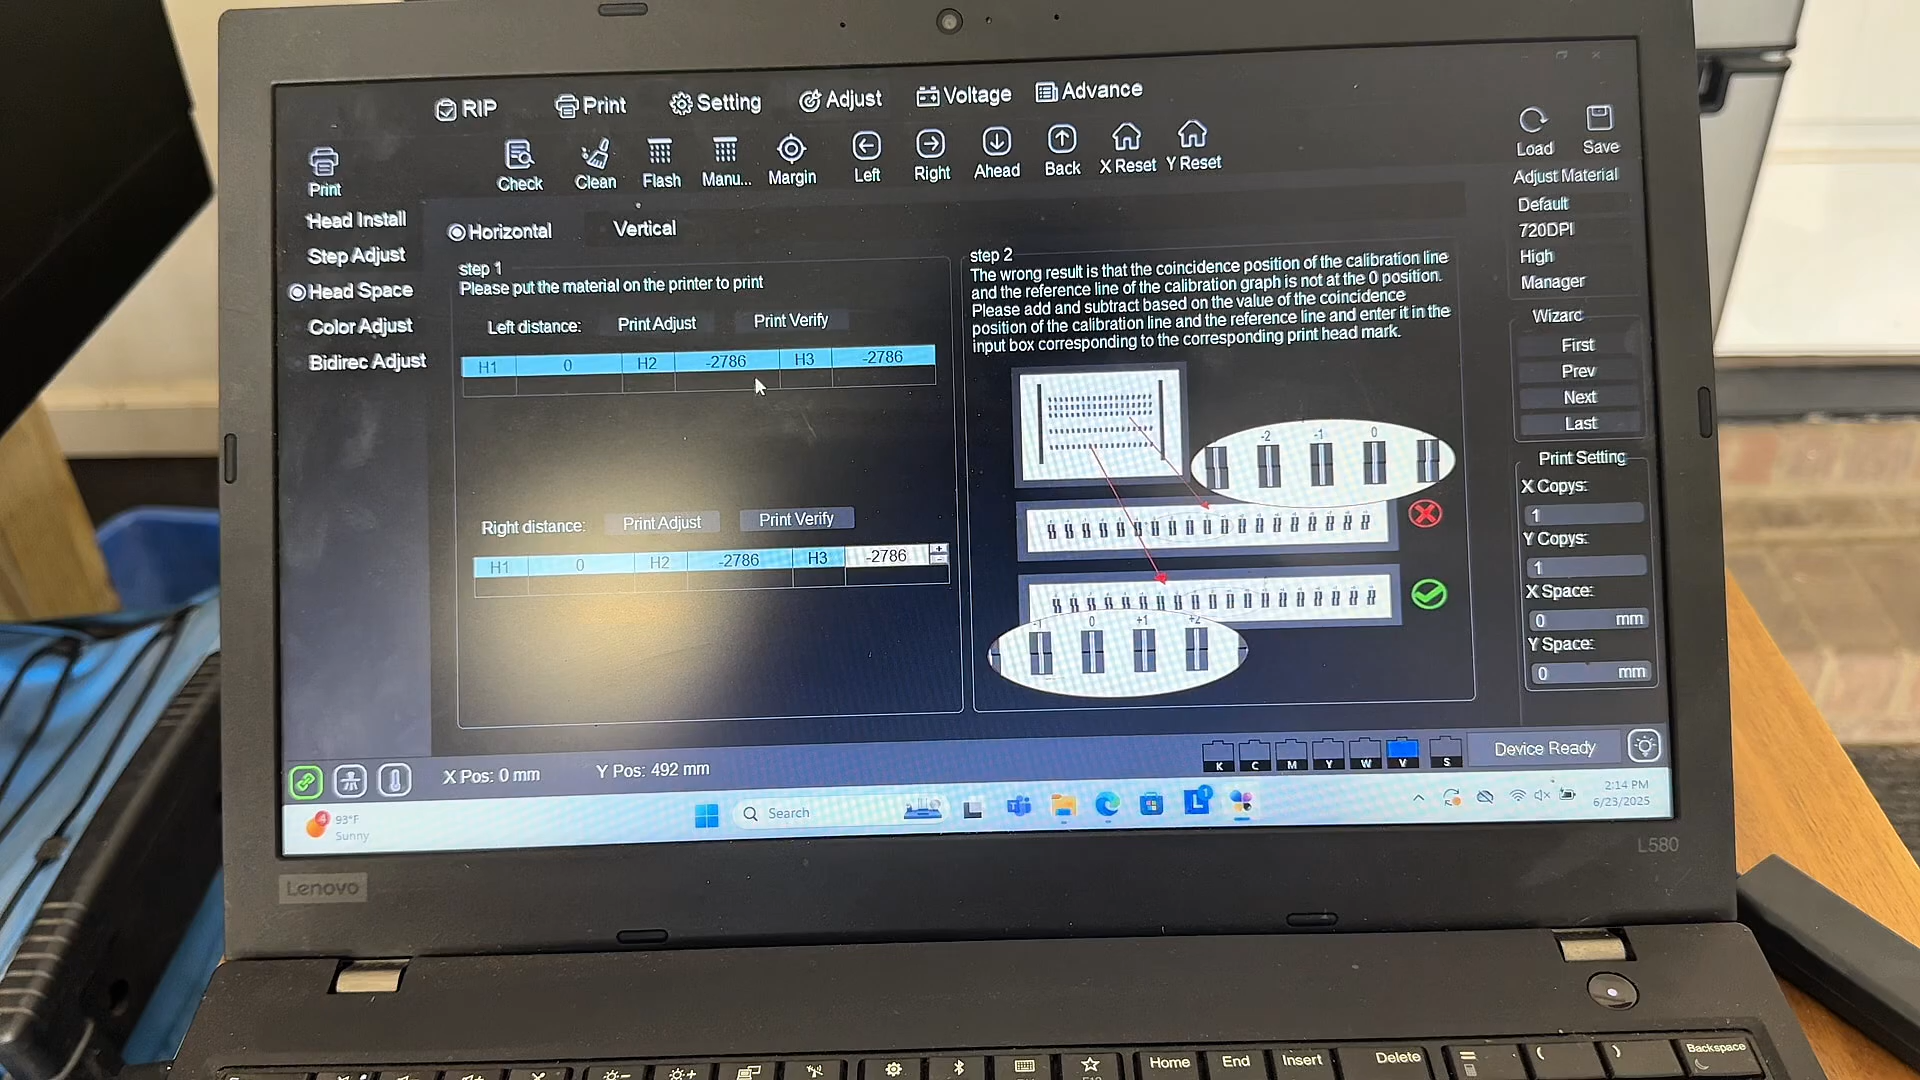 RIP
Print
Setting
Adjust
Voltage
Advance
Print
Check
Clean
Flash
Manu...
Margin
Left
Right
Ahead
Back
X Reset
Y Reset
Load
Save
Head Install
Step Adjust
Head Space
Color Adjust
Bidirec Adjust
Horizontal
Vertical
step 1
Please put the material on the printer to print
Left distance:
Print Adjust
Print Verify
H1 0 H2 -2786 H3 -2786
Right distance:
Print Adjust
Print Verify
H1 0 H2 -2786 H3 -2786
step 2
The wrong result is that the coincidence position of the calibration line
and the reference line of the calibration graph is not at the 0 position.
Please add and subtract based on the value of the coincidence
position of the calibration line and the reference line and enter it in the
input box corresponding to the corresponding print head mark.
-2 -1 0
-1 0 +1 +2
Adjust Material
Default
720DPI
High
Manager
Wizard
First
Prev
Next
Last
Print Setting
X Copys:
1
Y Copys:
1
X Space:
0 mm
Y Space:
0 mm
X Pos: 0 mm
Y Pos: 492 mm
K C M Y W V S
Device Ready
4
93°F
Sunny
Search
1
2:14 PM
6/23/2025
L580
Lenovo
Home
End
Insert
Delete
Backspace